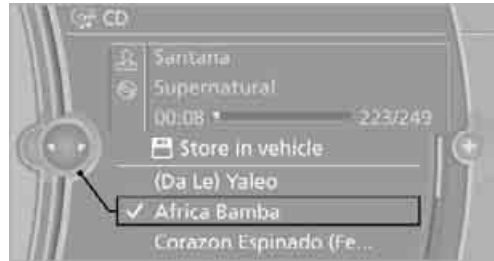 CD
Santana
Supernatural
00:08 223/249
Store in vehicle
(Da Le) Yaleo
Africa Bamba
Corazon Espinado (Fe...